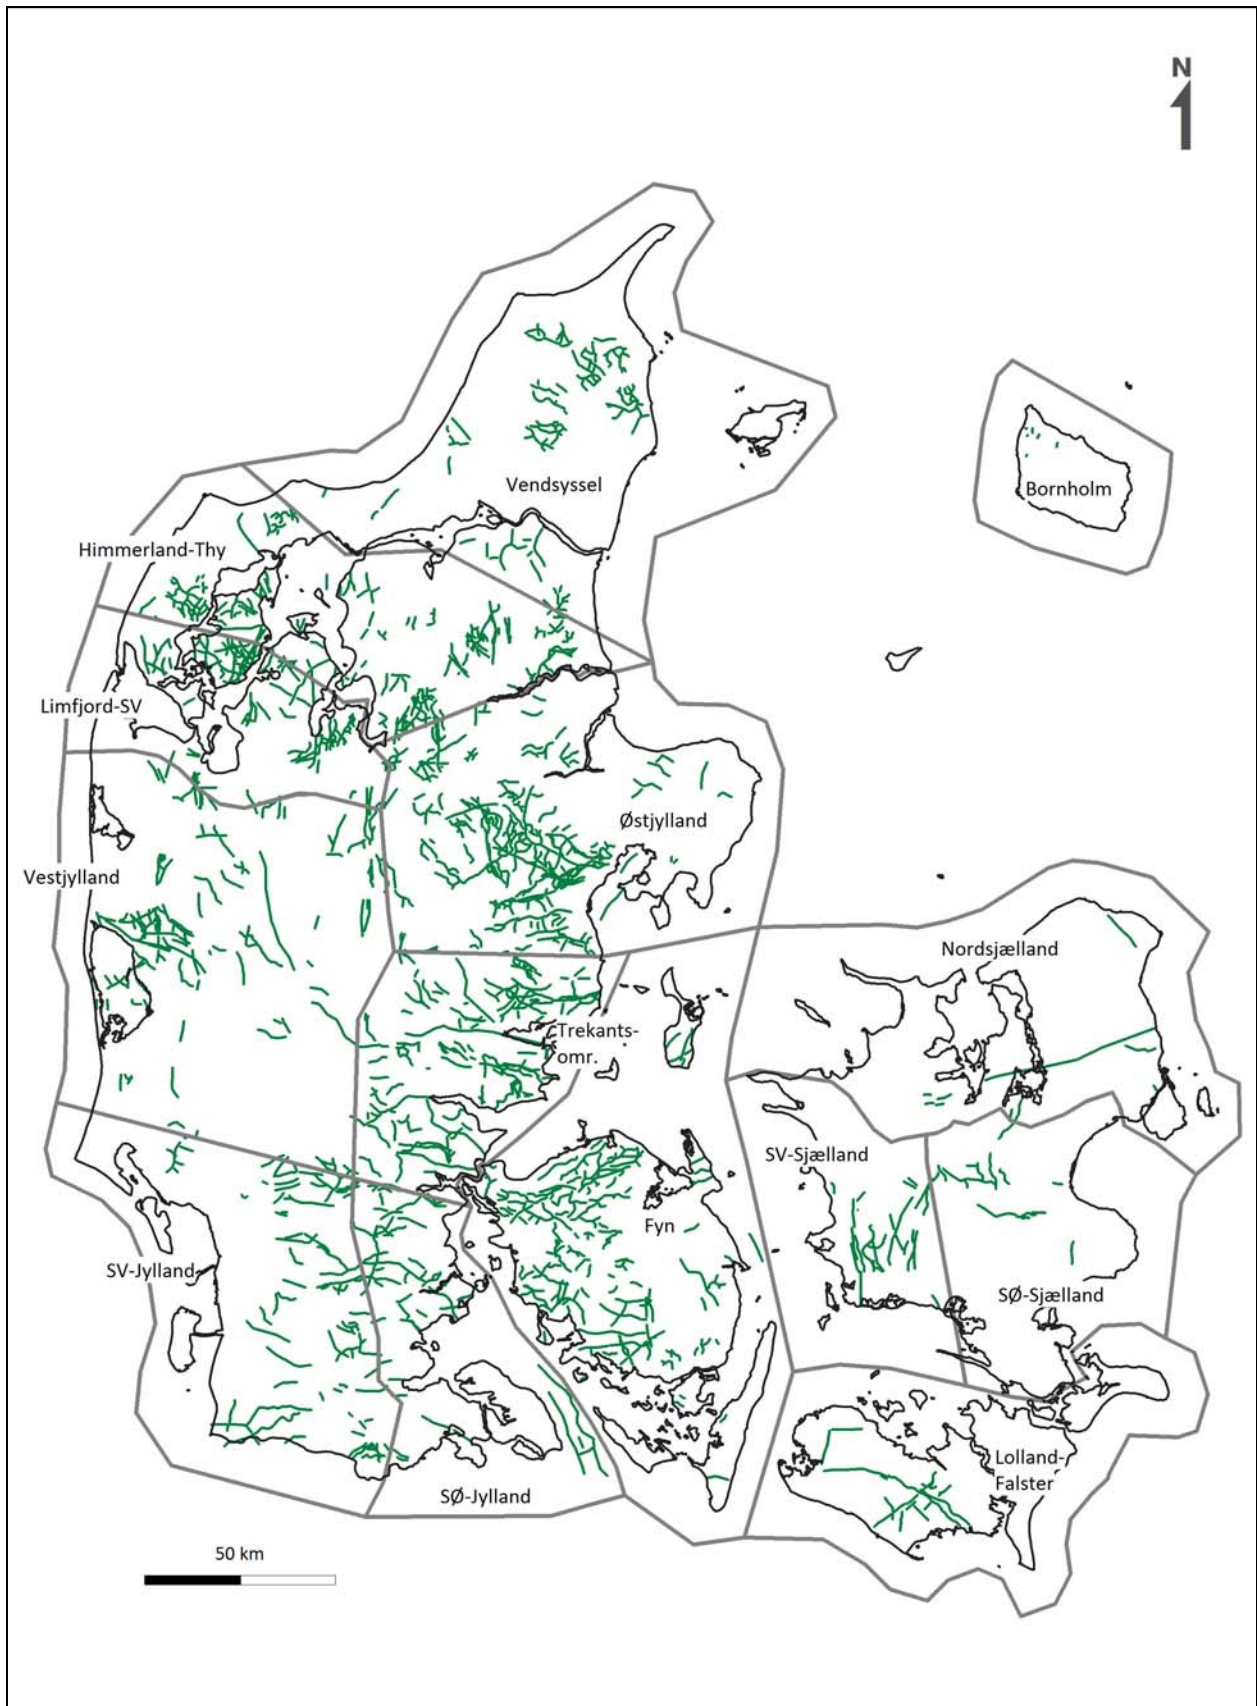 N
Vendsyssel
Bornholm
Himmerland-Thy
Limfjord-SV
Østjylland
Vestjylland
Nordsjælland
Trekants-
omr.
SV-Sjælland
Fyn
SV-Jylland
SØ-Sjælland
Lolland-
Falster
SØ-Jylland
50 km